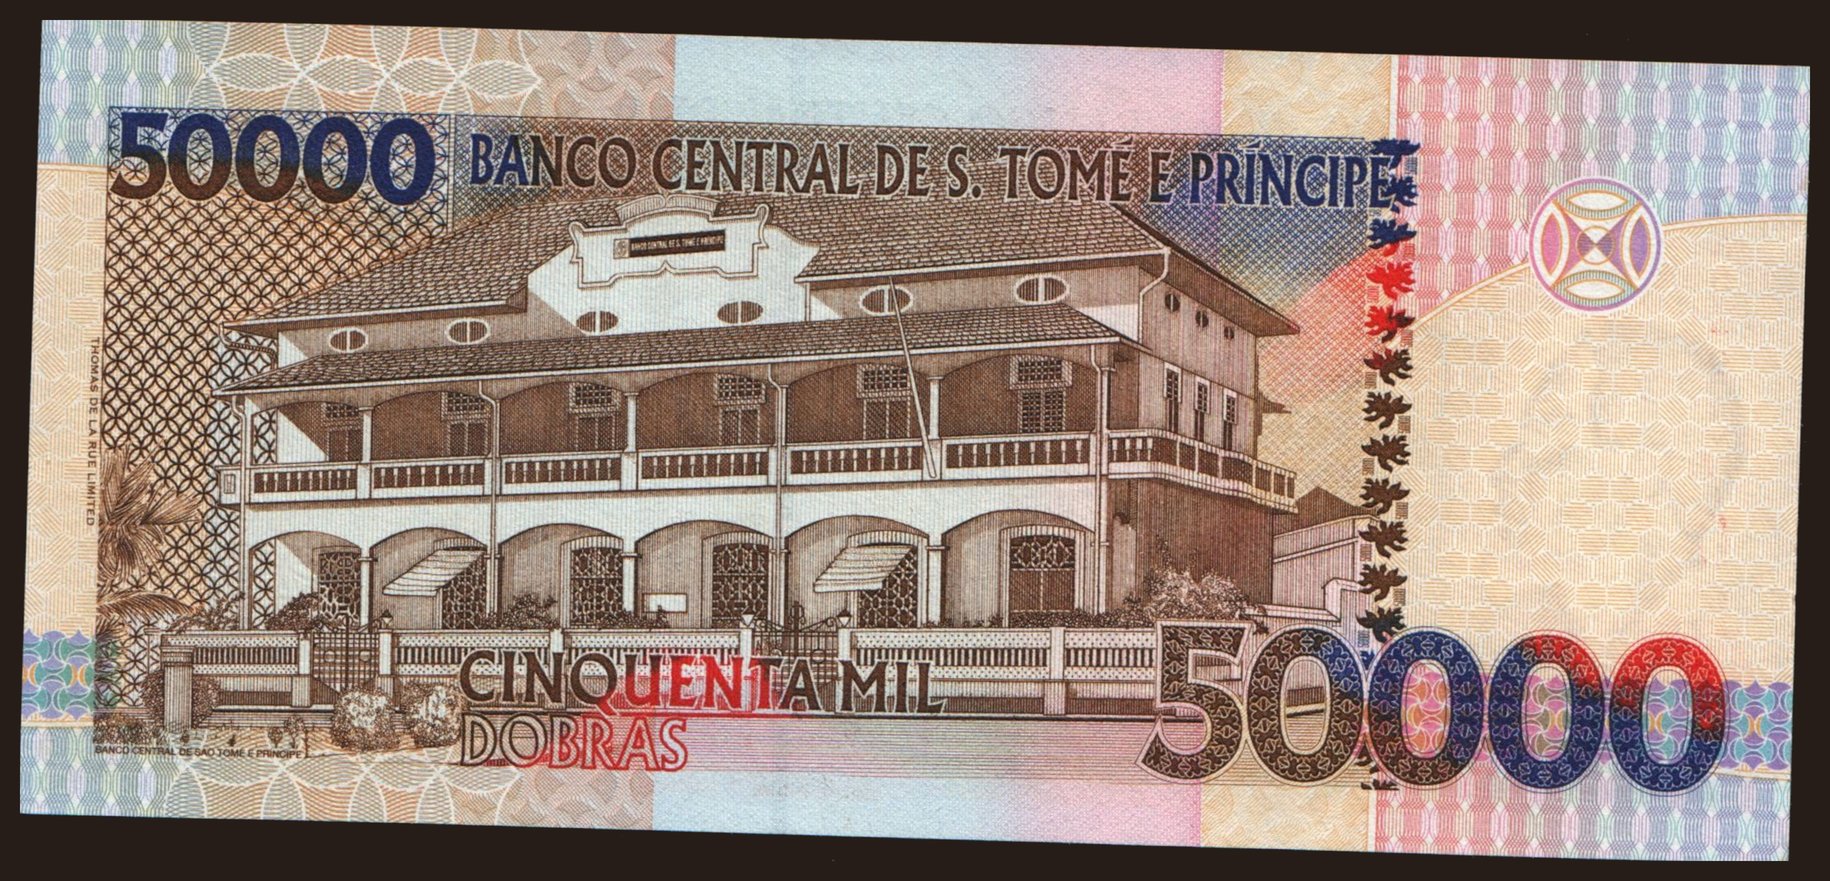 50000
BANCO CENTRAL DE S. TOMÉ E PRÍNCIPE
BANCO CENTRAL DE S. TOMÉ E PRÍNCIPE
THOMAS DE LA RUE LIMITED
CINQUENTA MIL
DOBRAS
50000
BANCO CENTRAL DE SÃO TOMÉ E PRÍNCIPE